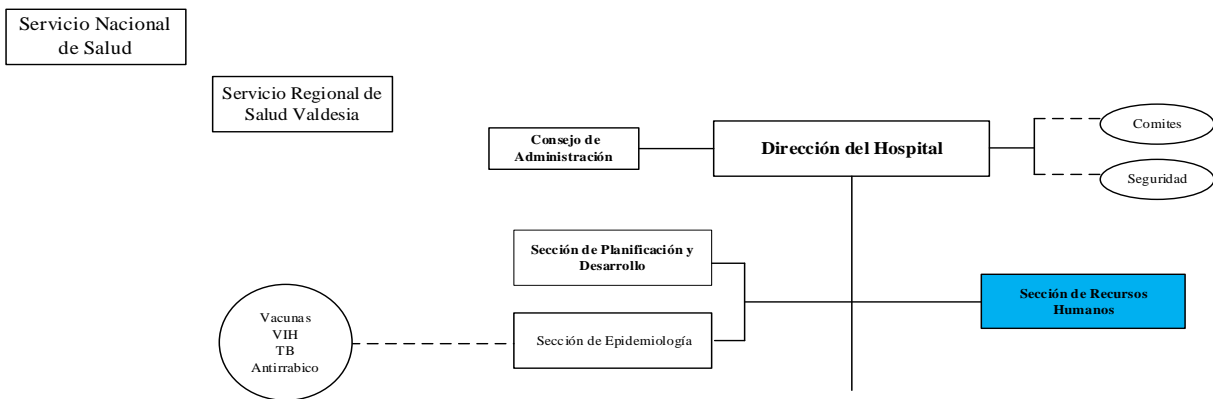 Servicio Nacional
de Salud
Servicio Regional de
Salud Valdesia
Consejo de
Administración
Dirección del Hospital
Comites
Seguridad
Sección de Planificación y
Desarrollo
Sección de Recursos
Humanos
Vacunas
VIH
TB
Antirrabico
Sección de Epidemiología